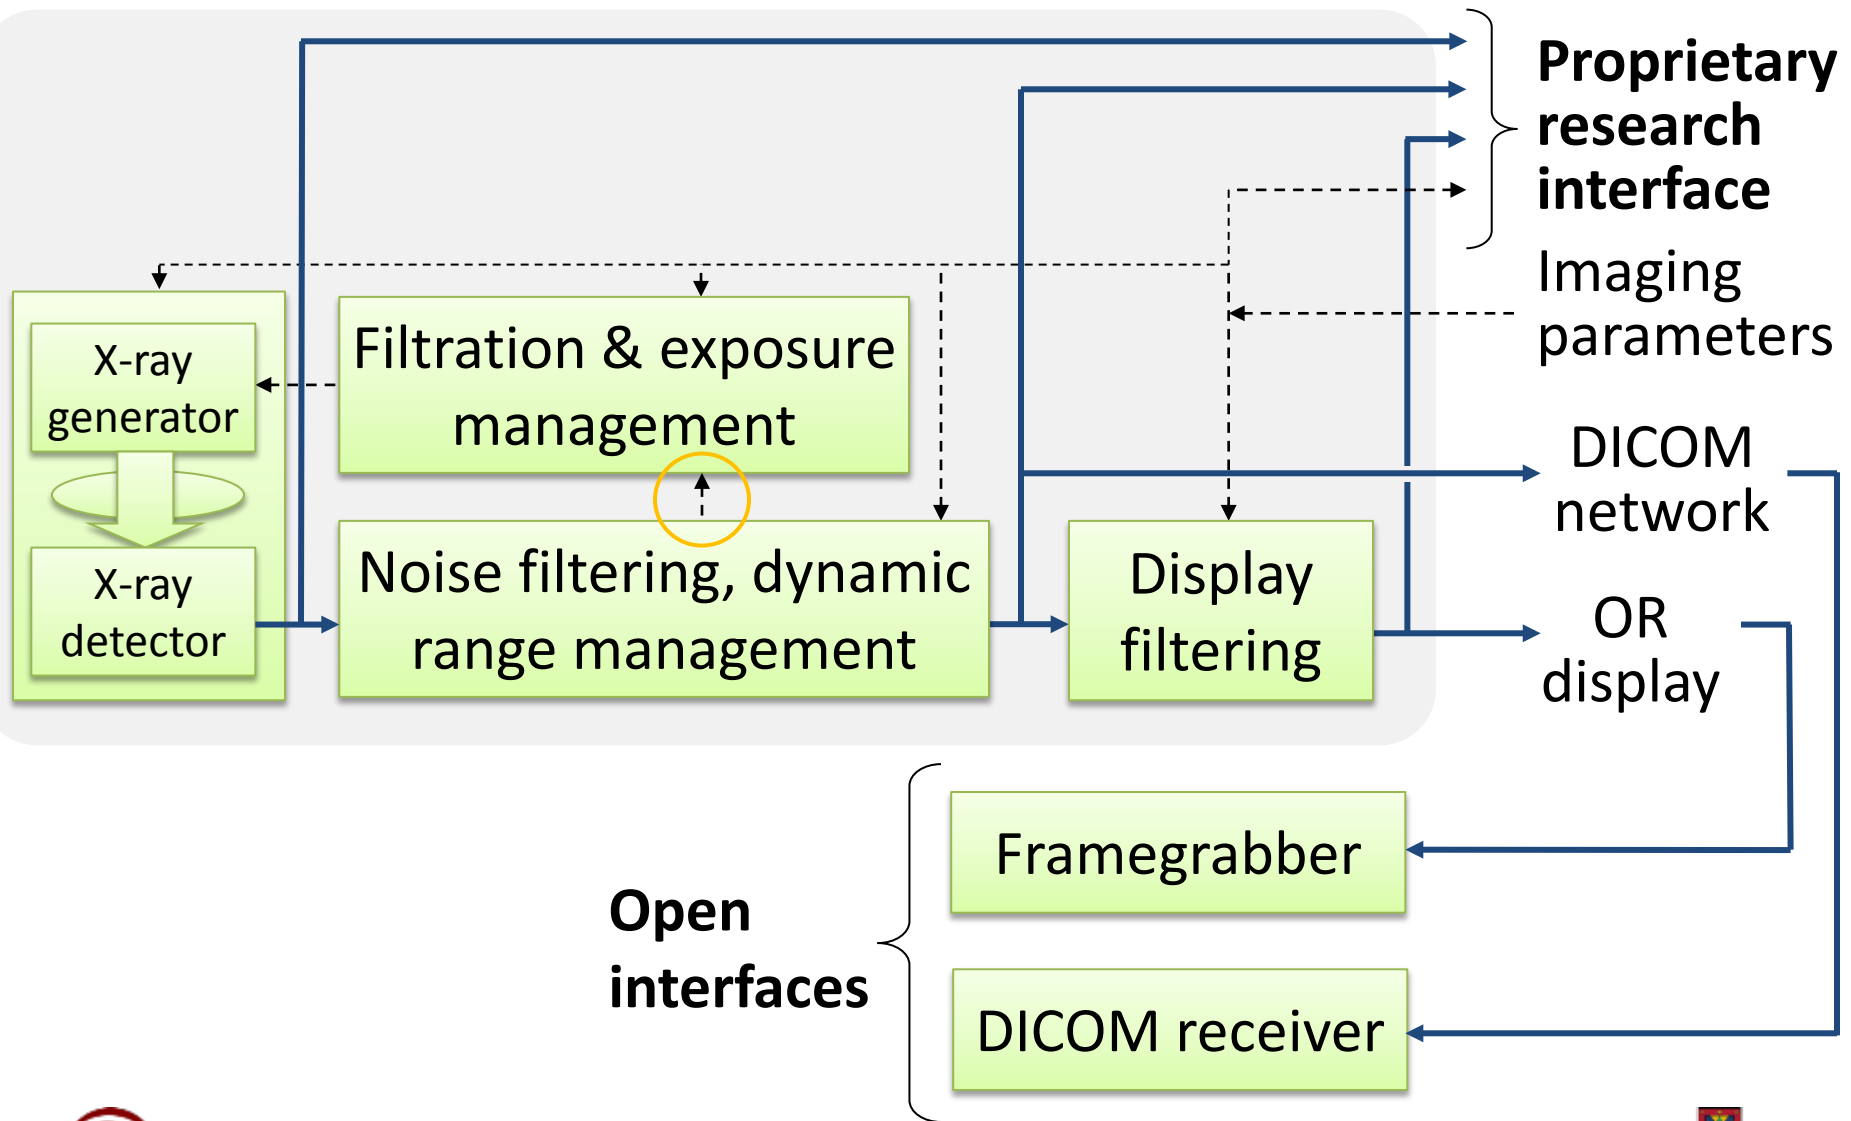 Proprietary
research
interface
Imaging
parameters
X-ray
generator
Filtration & exposure
management
DICOM
network
X-ray
detector
Noise filtering, dynamic
range management
Display
filtering
OR
display
Framegrabber
Open
interfaces
DICOM receiver